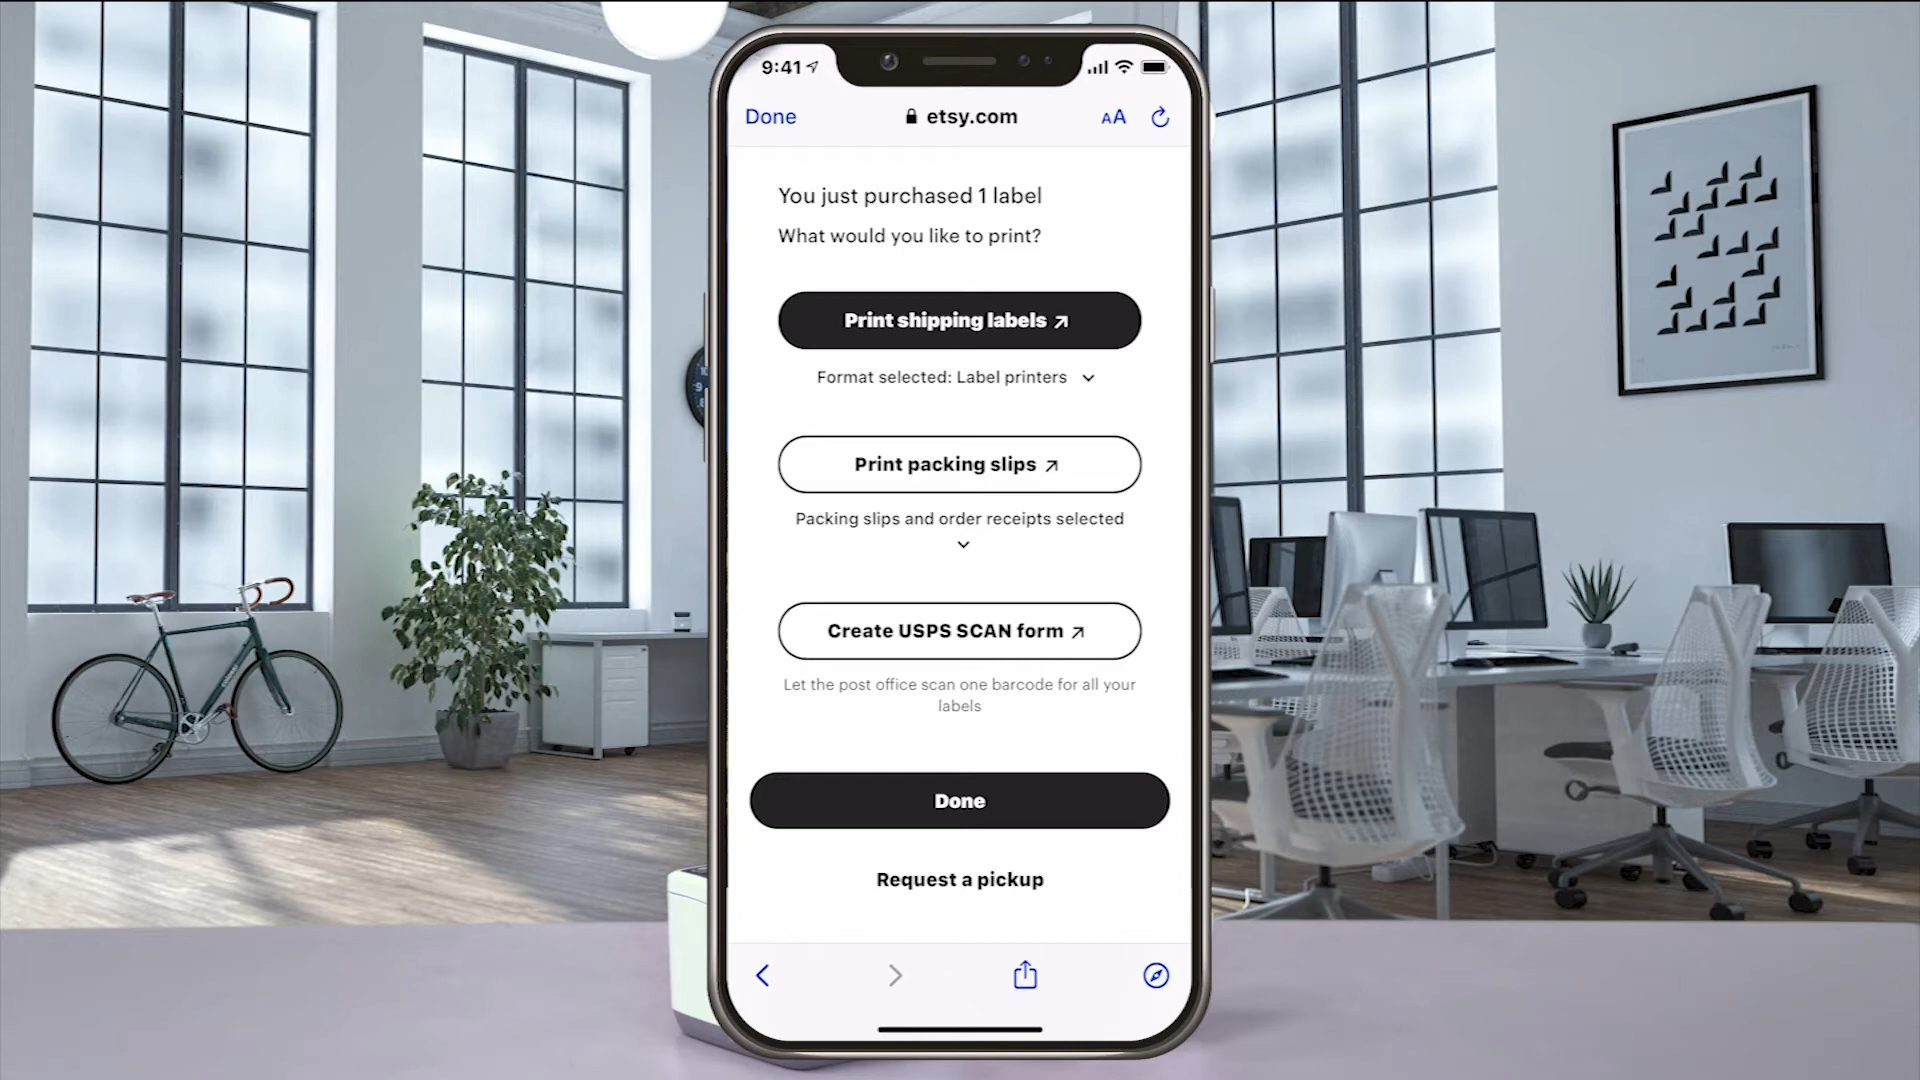 9:41
Done
etsy.com
AA
You just purchased 1 label
What would you like to print?
Print shipping labels
Format selected: Label printers
Print packing slips
Packing slips and order receipts selected
Create USPS SCAN form
Let the post office scan one barcode for all your
labels
Done
Request a pickup